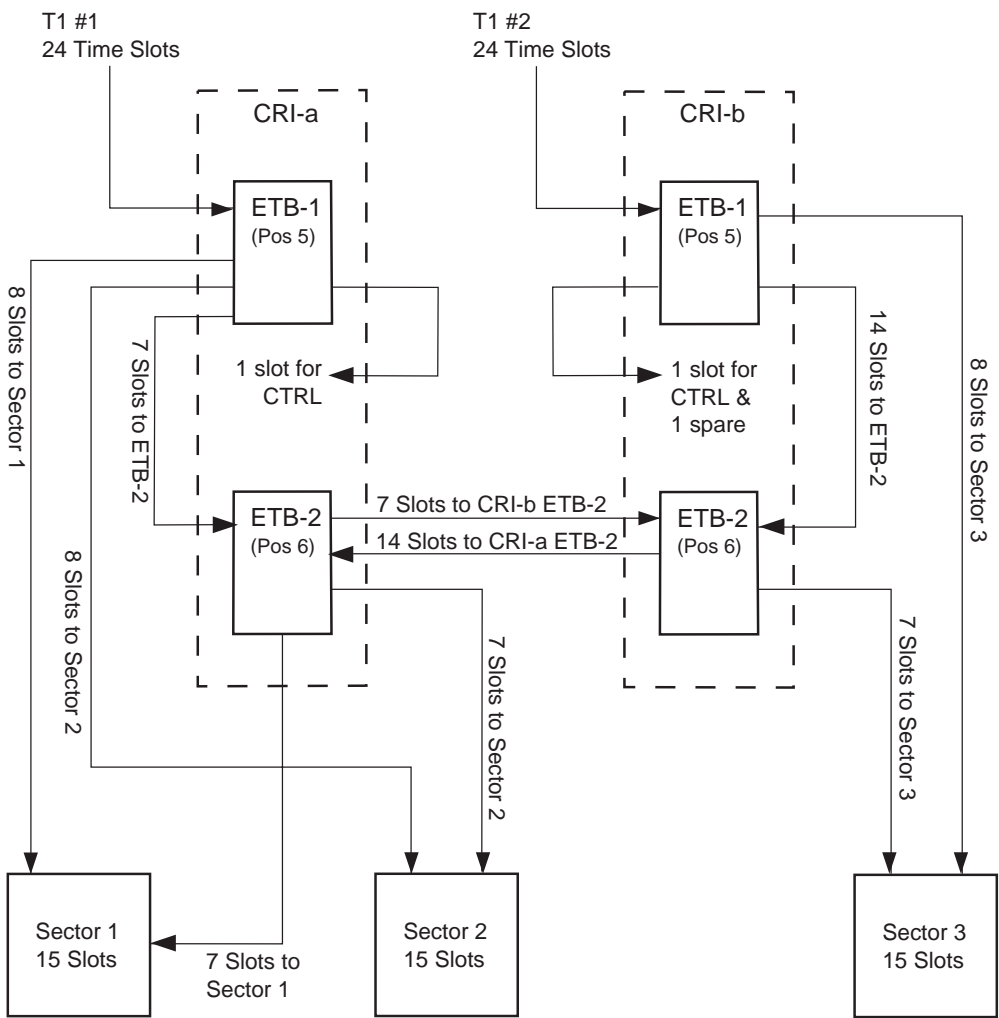 T1 #1
24 Time Slots
T1 #2
24 Time Slots
CRI-a
CRI-b
ETB-1
(Pos 5)
ETB-1
(Pos 5)
8 Slots to Sector 1
7 Slots to ETB-2
1 slot for
CTRL
1 slot for
CTRL &
1 spare
14 Slots to ETB-2
8 Slots to Sector 3
ETB-2
(Pos 6)
7 Slots to CRI-b ETB-2
14 Slots to CRI-a ETB-2
ETB-2
(Pos 6)
8 Slots to Sector 2
7 Slots to Sector 2
7 Slots to Sector 3
Sector 1
15 Slots
7 Slots to
Sector 1
Sector 2
15 Slots
Sector 3
15 Slots